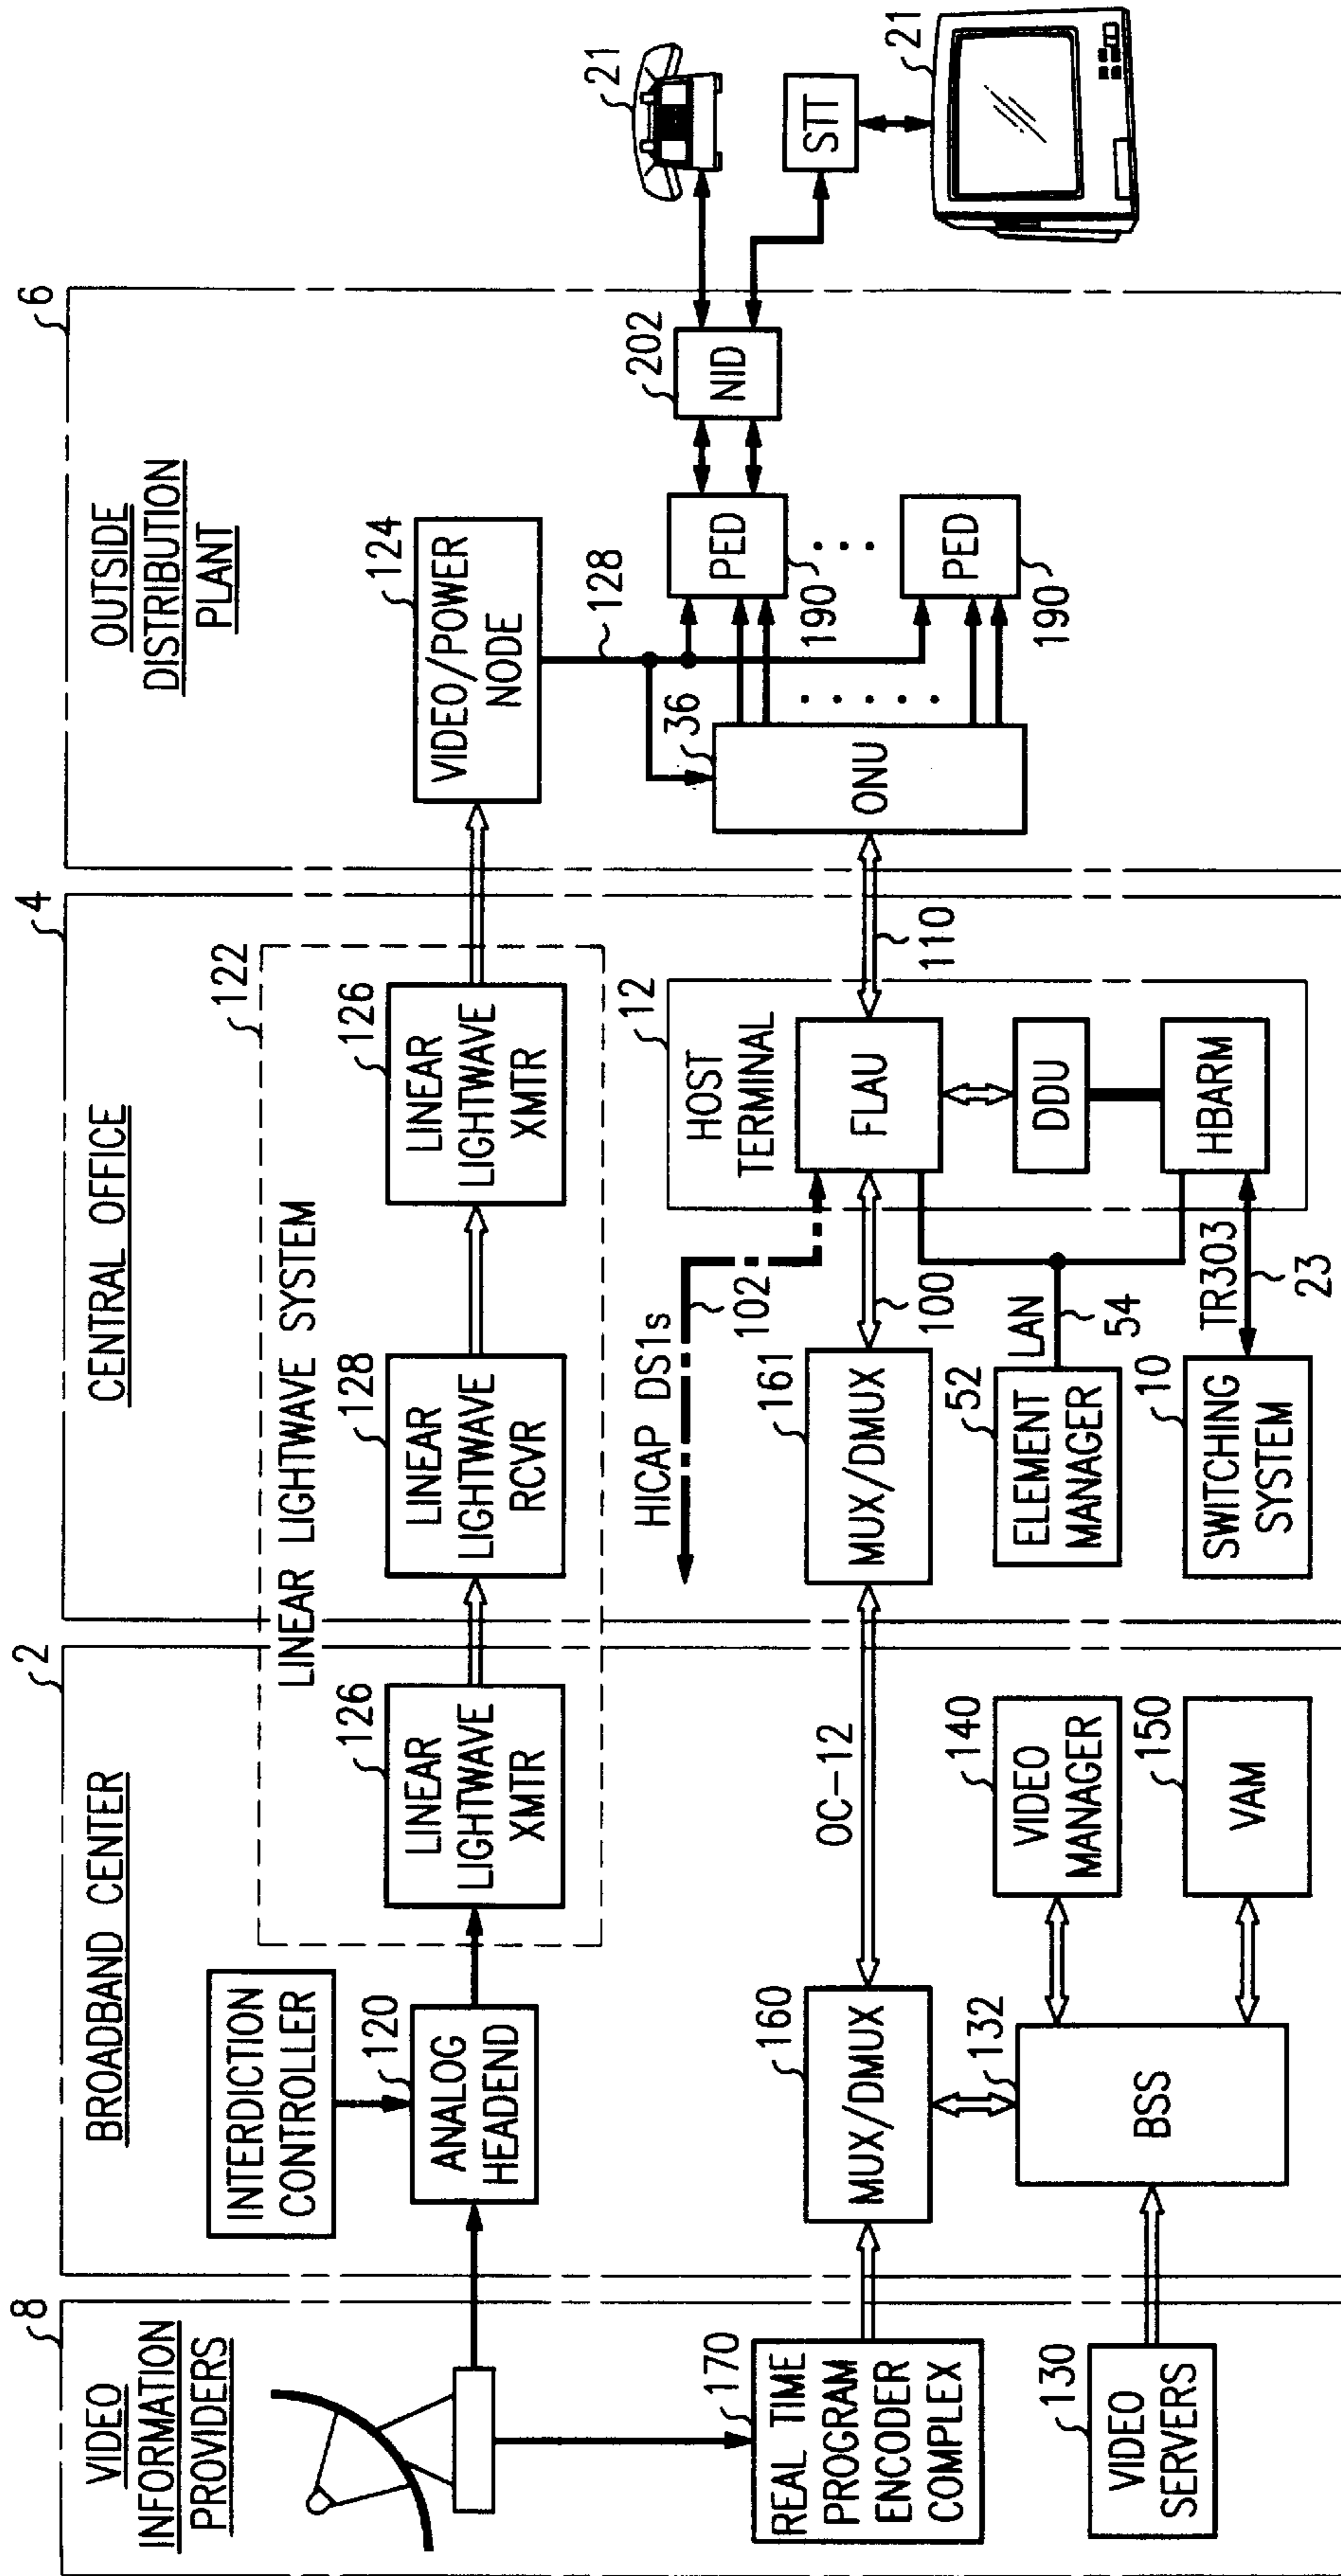 8
VIDEO
INFORMATION
PROVIDERS
170
REAL TIME
PROGRAM
ENCODER
COMPLEX
130
VIDEO
SERVERS
2
BROADBAND CENTER
INTERDICTION
CONTROLLER
120
ANALOG
HEADEND
126
LINEAR
LIGHTWAVE
XMTR
160
MUX/DMUX
OC-12
132
BSS
140
VIDEO
MANAGER
150
VAM
4
CENTRAL OFFICE
122
LINEAR LIGHTWAVE SYSTEM
128
LINEAR
LIGHTWAVE
RCVR
126
LINEAR
LIGHTWAVE
XMTR
HICAP DS1s
102
161
MUX/DMUX
100
12
HOST
TERMINAL
FLAU
DDU
HBARM
110
52
ELEMENT
MANAGER
LAN
54
10
SWITCHING
SYSTEM
TR303
23
6
OUTSIDE
DISTRIBUTION
PLANT
124
VIDEO/POWER
NODE
128
36
ONU
PED
190
PED
190
202
NID
21
STT
21